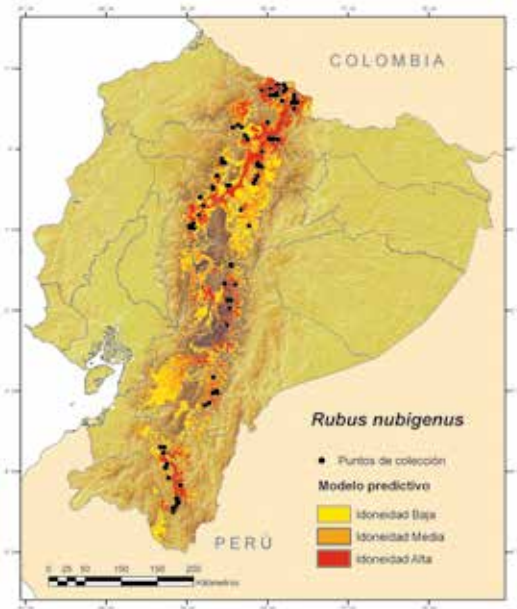 COLOMBIA
Rubus nubigenus
Puntos de colección
Modelo predictivo
Idoneidad Baja
Idoneidad Media
Idoneidad Alta
PERÚ
0 25 50 100 150 200
Kilómetros